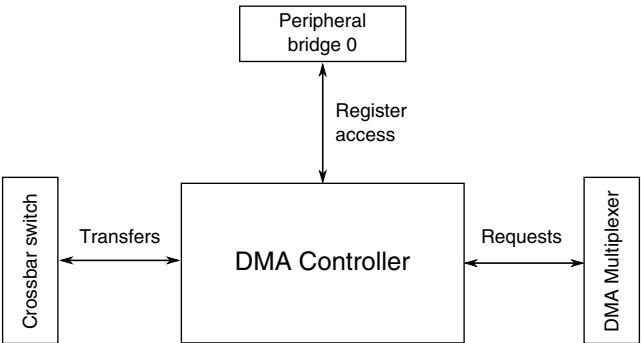 Peripheral
bridge 0
Register
access
Crossbar switch
Transfers
DMA Controller
Requests
DMA Multiplexer